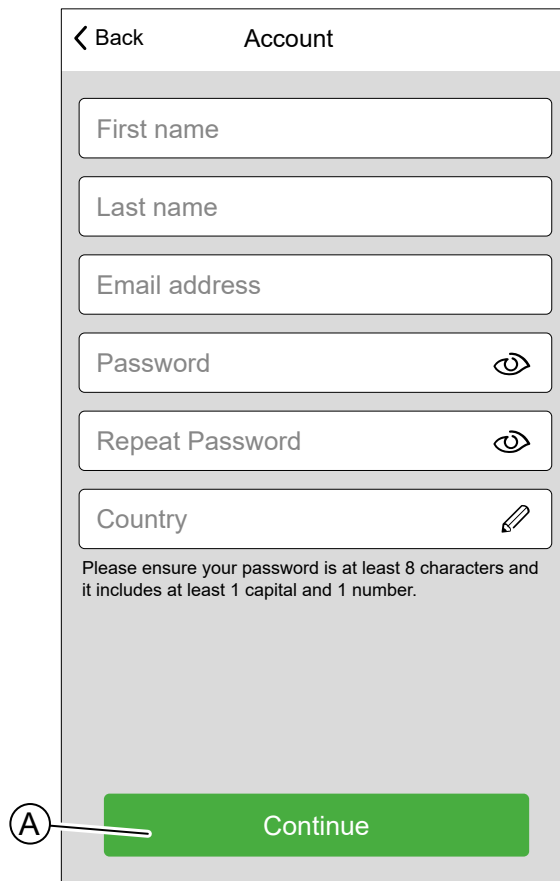 Back
Account
First name
Last name
Email address
Password
Repeat Password
Country
Please ensure your password is at least 8 characters and
it includes at least 1 capital and 1 number.
A
Continue